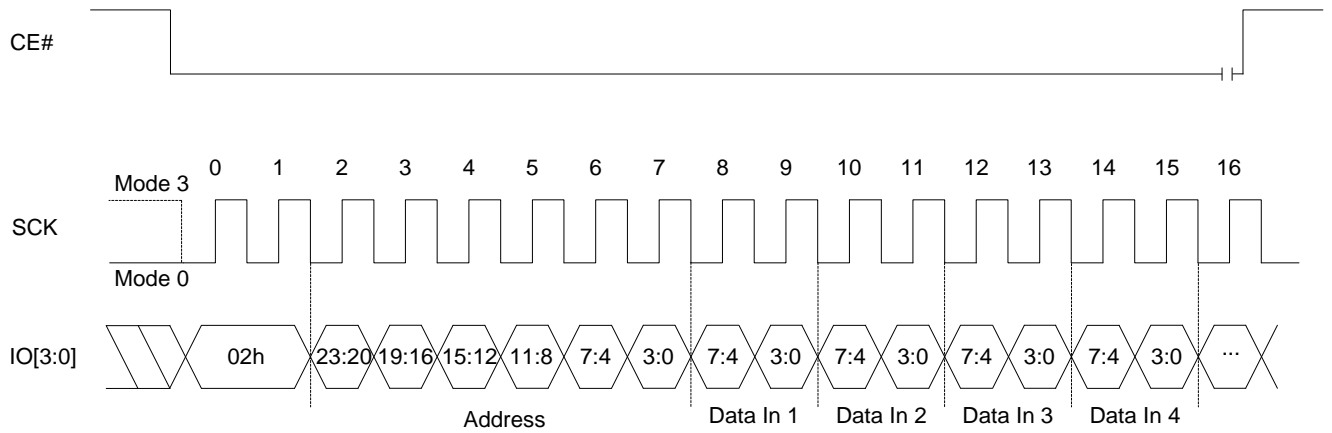 CE#
0 1 2 3 4 5 6 7 8 9 10 11 12 13 14 15 16
Mode 3
SCK
Mode 0
IO[3:0] 02h 23:20 19:16 15:12 11:8 7:4 3:0 7:4 3:0 7:4 3:0 7:4 3:0 7:4 3:0 ...
Address Data In 1 Data In 2 Data In 3 Data In 4